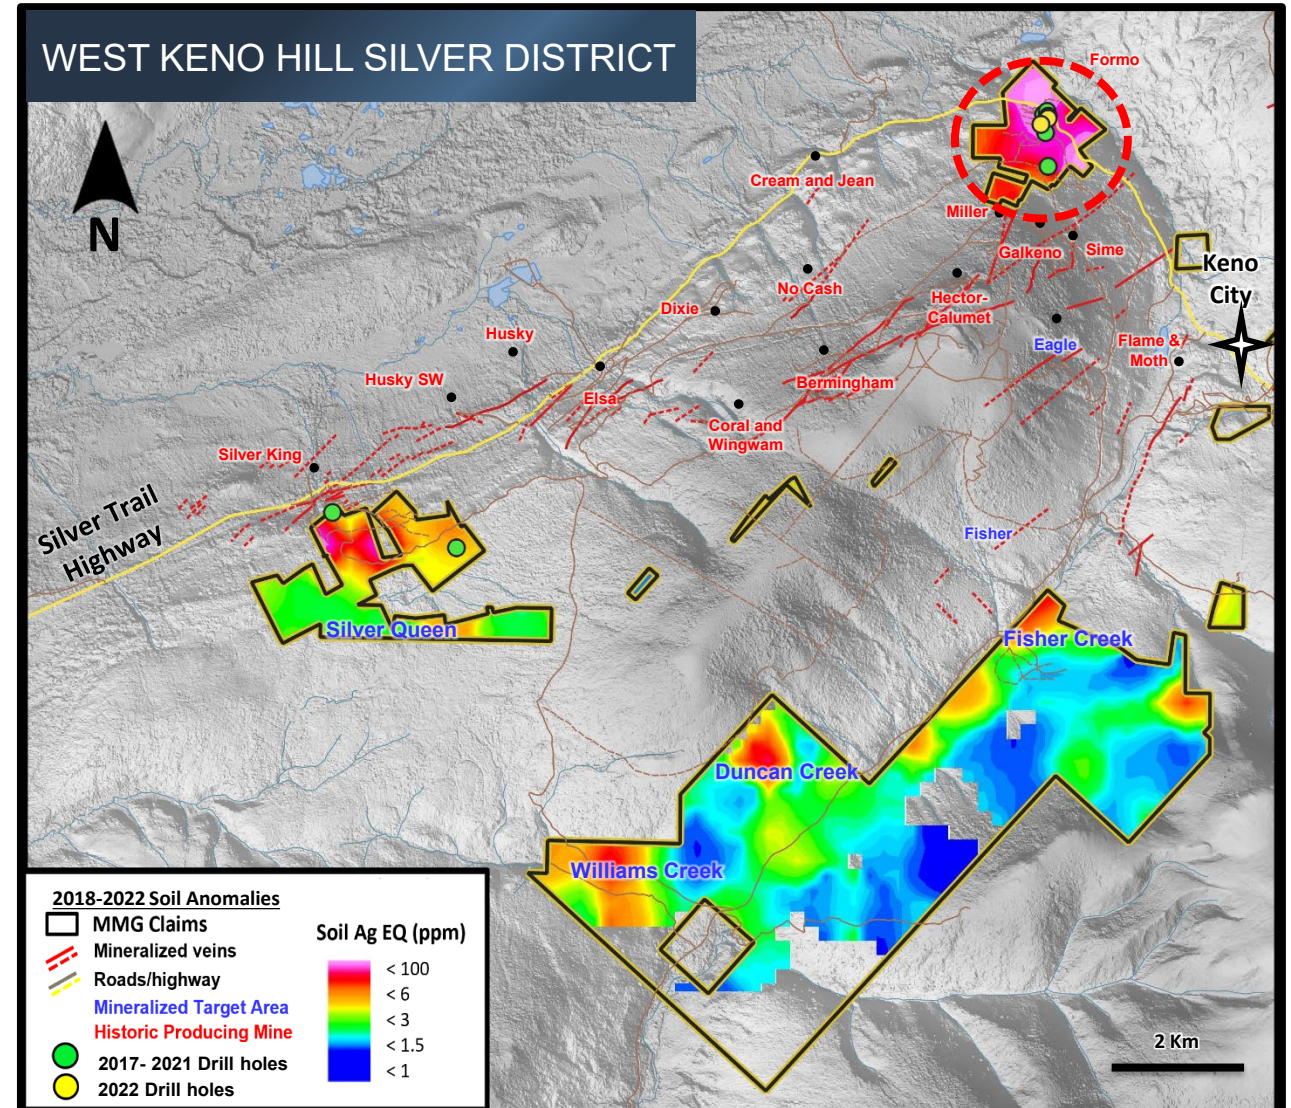 WEST KENO HILL SILVER DISTRICT
Formo
N
Cream and Jean
Miller
Galkeno
Sime
Keno
City
No Cash
Hector-
Calumet
Dixie
Husky
Eagle
Flame &
Moth
Husky SW
Bermingham
Elsa
Coral and
Wingwam
Silver King
Silver Trail
Highway
Fisher
Silver Queen
Fisher Creek
Duncan Creek
Williams Creek
2018-2022 Soil Anomalies
MMG Claims
Mineralized veins
Roads/highway
Mineralized Target Area
Historic Producing Mine
2017- 2021 Drill holes
2022 Drill holes
Soil Ag EQ (ppm)
< 100
< 6
< 3
< 1.5
< 1
2 Km